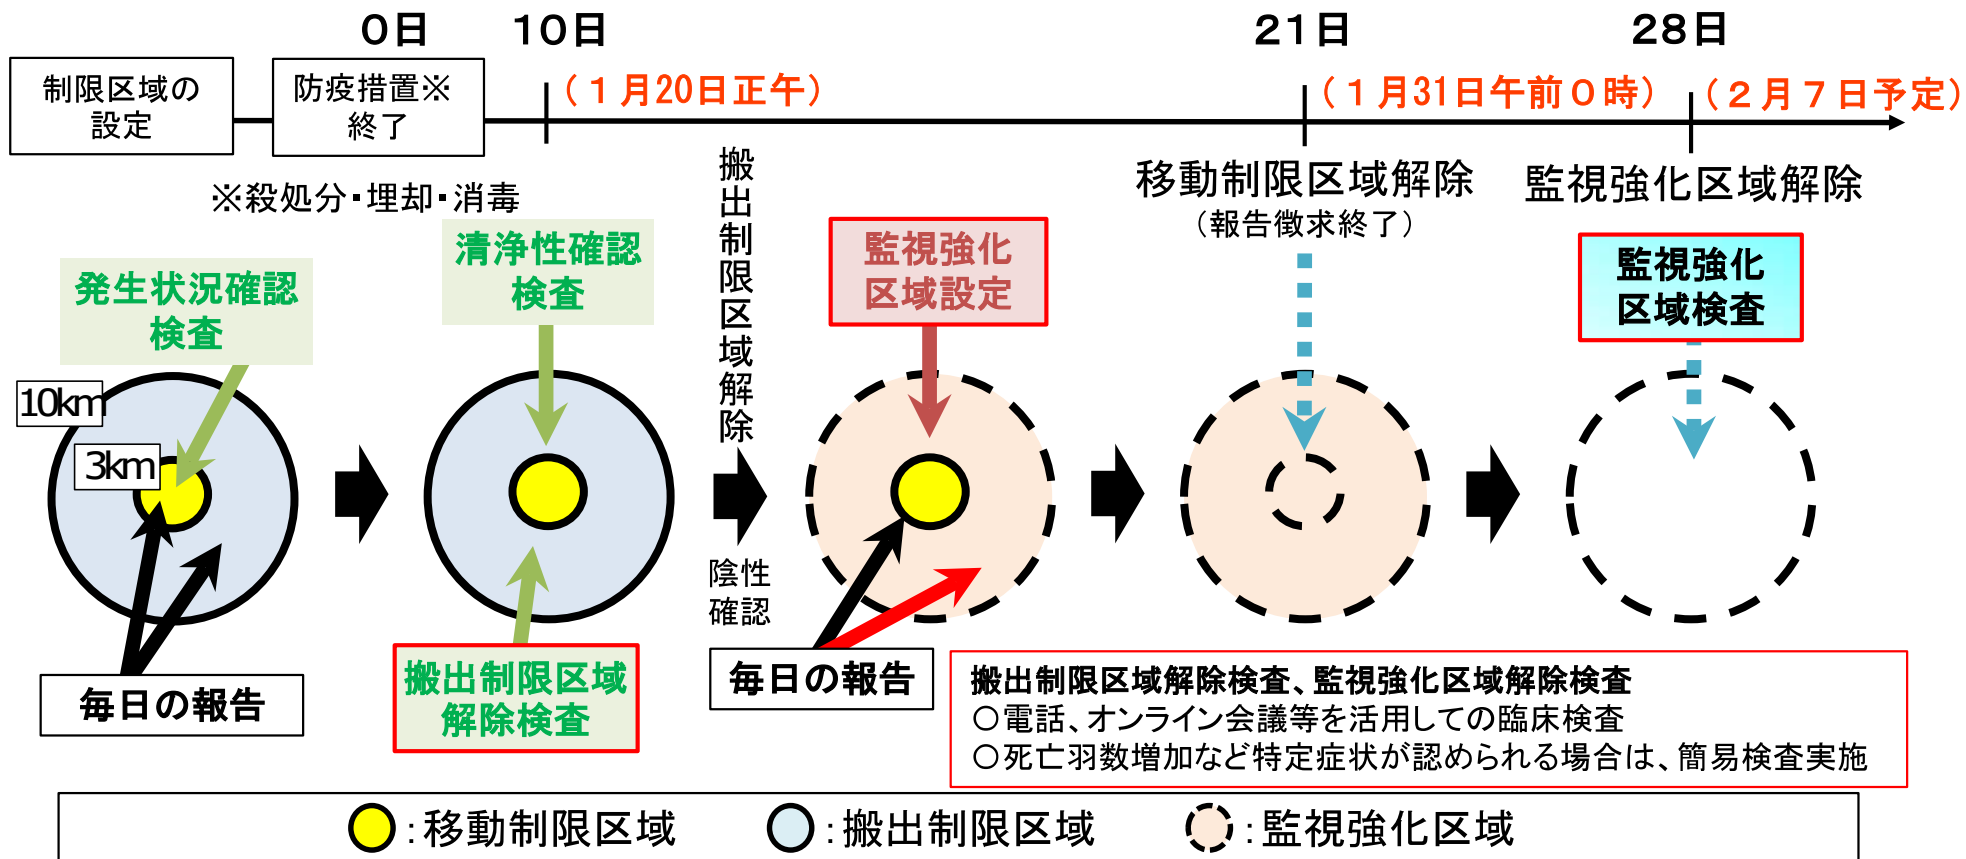 0日
10日
21日
28日
制限区域の
設定
防疫措置※
終了
（１月20日正午）
（１月31日午前０時）
（２月７日予定）
※殺処分・埋却・消毒
搬出制限区域解除
移動制限区域解除
（報告徴求終了）
監視強化区域解除
発生状況確認
検査
清浄性確認
検査
監視強化
区域設定
監視強化
区域検査
10km
3km
陰性
確認
毎日の報告
搬出制限区域
解除検査
毎日の報告
搬出制限区域解除検査、監視強化区域解除検査
○電話、オンライン会議等を活用しての臨床検査
○死亡羽数増加など特定症状が認められる場合は、簡易検査実施
：移動制限区域
：搬出制限区域
：監視強化区域